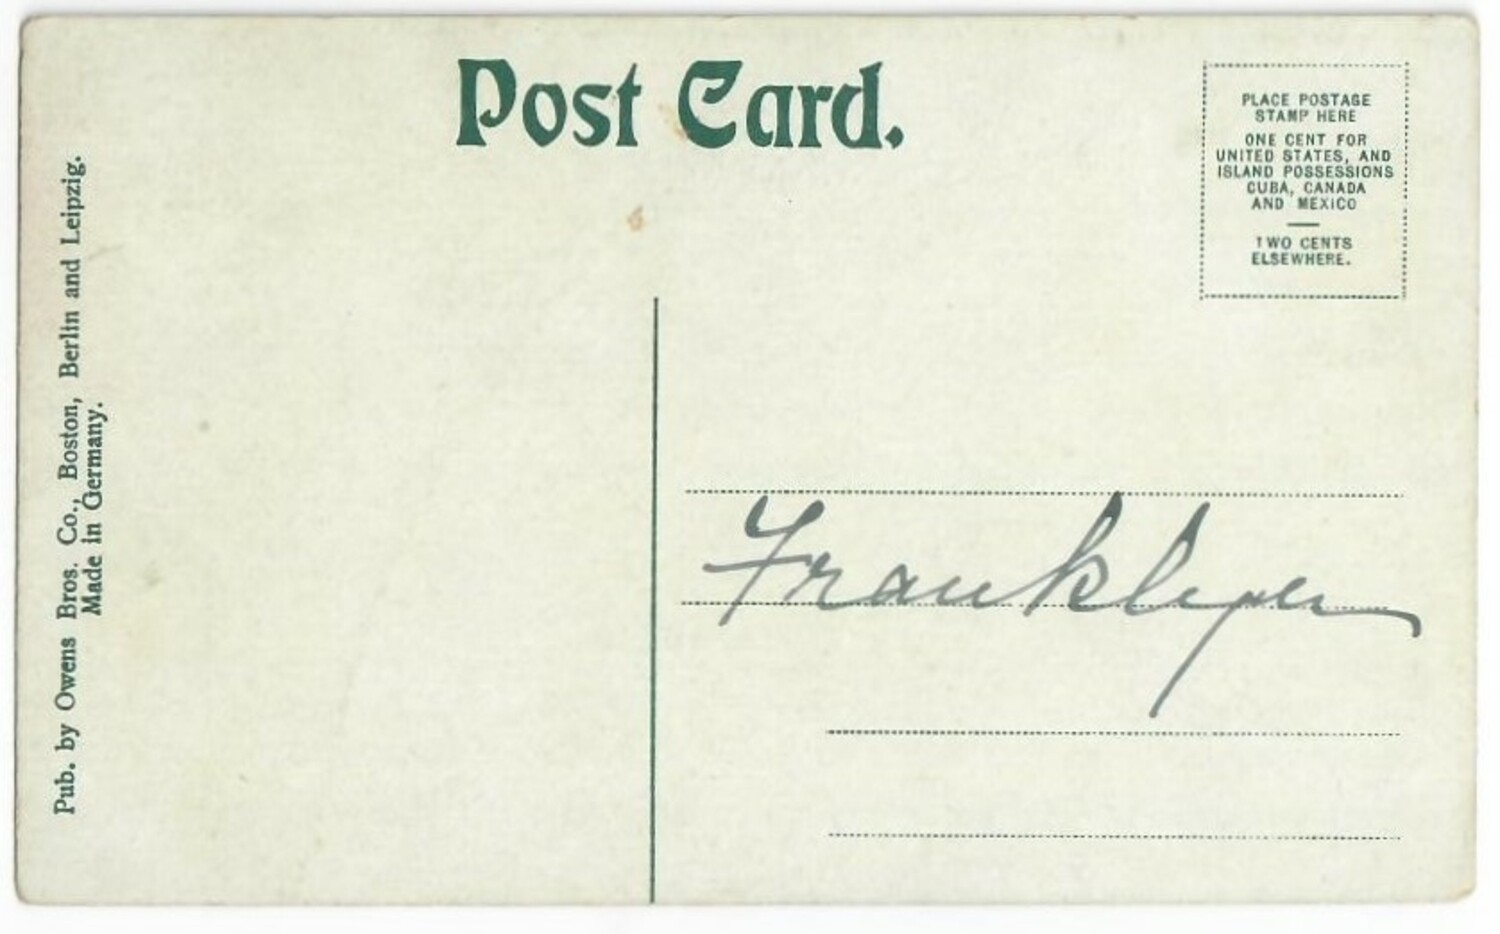 Post Card.
PLACE POSTAGE
STAMP HERE
ONE CENT FOR
UNITED STATES, AND
ISLAND POSSESSIONS
CUBA, CANADA
AND MEXICO
TWO CENTS
ELSEWHERE.
Pub. by Owens Bros. Co., Boston, Berlin and Leipzig.
Made in Germany.
Franklyn